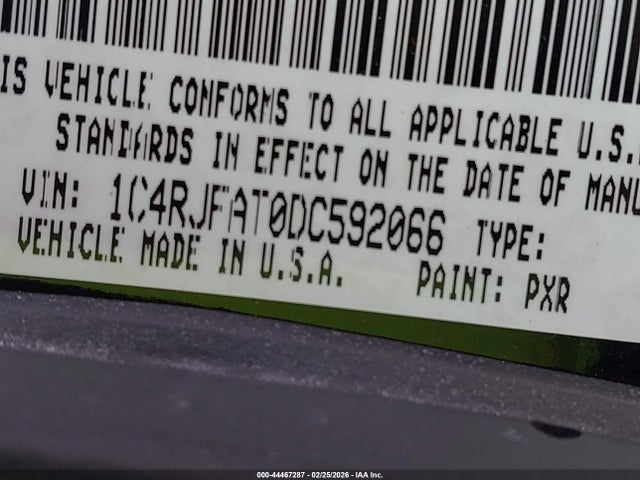 IS VEHICLE CONFORMS TO ALL APPLICABLE U.S.
STANDARDS IN EFFECT ON THE DATE OF MANU
VIN: 1C4RJFAT0DC592066 TYPE:
VEHICLE MADE IN U.S.A. PAINT: PXR
000-44467287 - 02/25/2026 - IAA Inc.